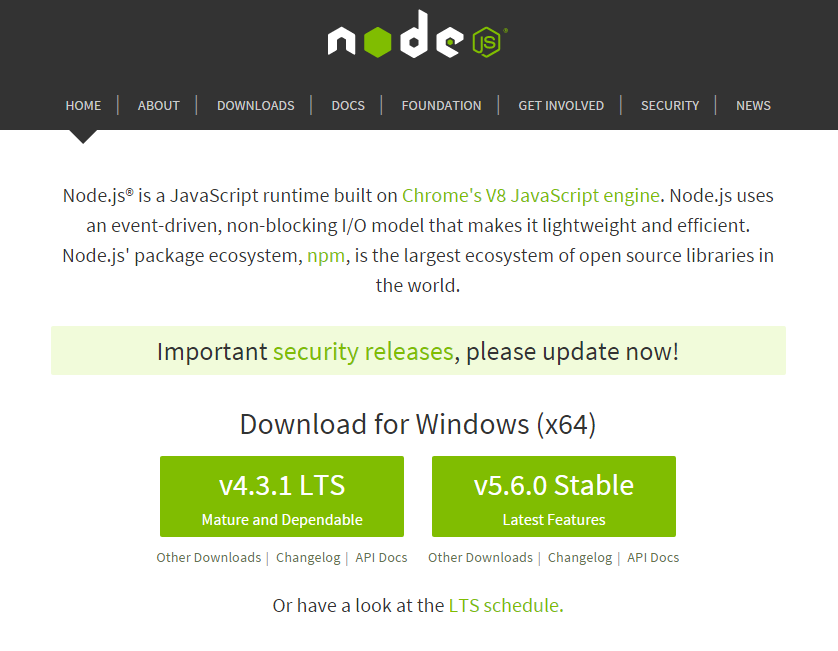 node JS®
HOME | ABOUT | DOWNLOADS | DOCS | FOUNDATION | GET INVOLVED | SECURITY | NEWS
Node.js® is a JavaScript runtime built on Chrome's V8 JavaScript engine. Node.js uses
an event-driven, non-blocking I/O model that makes it lightweight and efficient.
Node.js' package ecosystem, npm, is the largest ecosystem of open source libraries in
the world.
Important security releases, please update now!
Download for Windows (x64)
v4.3.1 LTS
Mature and Dependable
Other Downloads | Changelog | API Docs
v5.6.0 Stable
Latest Features
Other Downloads | Changelog | API Docs
Or have a look at the LTS schedule.